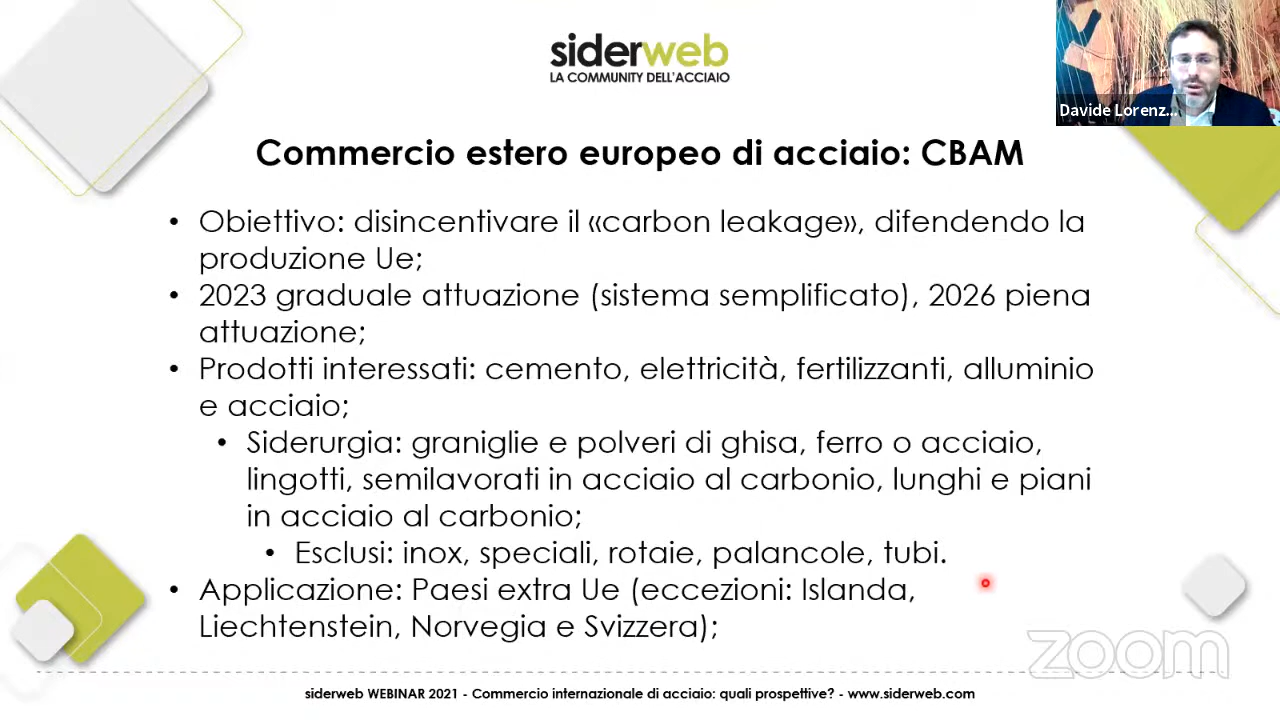 siderweb
LA COMMUNITY DELL'ACCIAIO
Davide Lorenz...
Commercio estero europeo di acciaio: CBAM
• Obiettivo: disincentivare il «carbon leakage», difendendo la
produzione Ue;
• 2023 graduale attuazione (sistema semplificato), 2026 piena
attuazione;
• Prodotti interessati: cemento, elettricità, fertilizzanti, alluminio
e acciaio;
• Siderurgia: graniglie e polveri di ghisa, ferro o acciaio,
lingotti, semilavorati in acciaio al carbonio, lunghi e piani
in acciaio al carbonio;
• Esclusi: inox, speciali, rotaie, palancole, tubi.
• Applicazione: Paesi extra Ue (eccezioni: Islanda,
Liechtenstein, Norvegia e Svizzera);
zoom
siderweb WEBINAR 2021 - Commercio internazionale di acciaio: quali prospettive? - www.siderweb.com